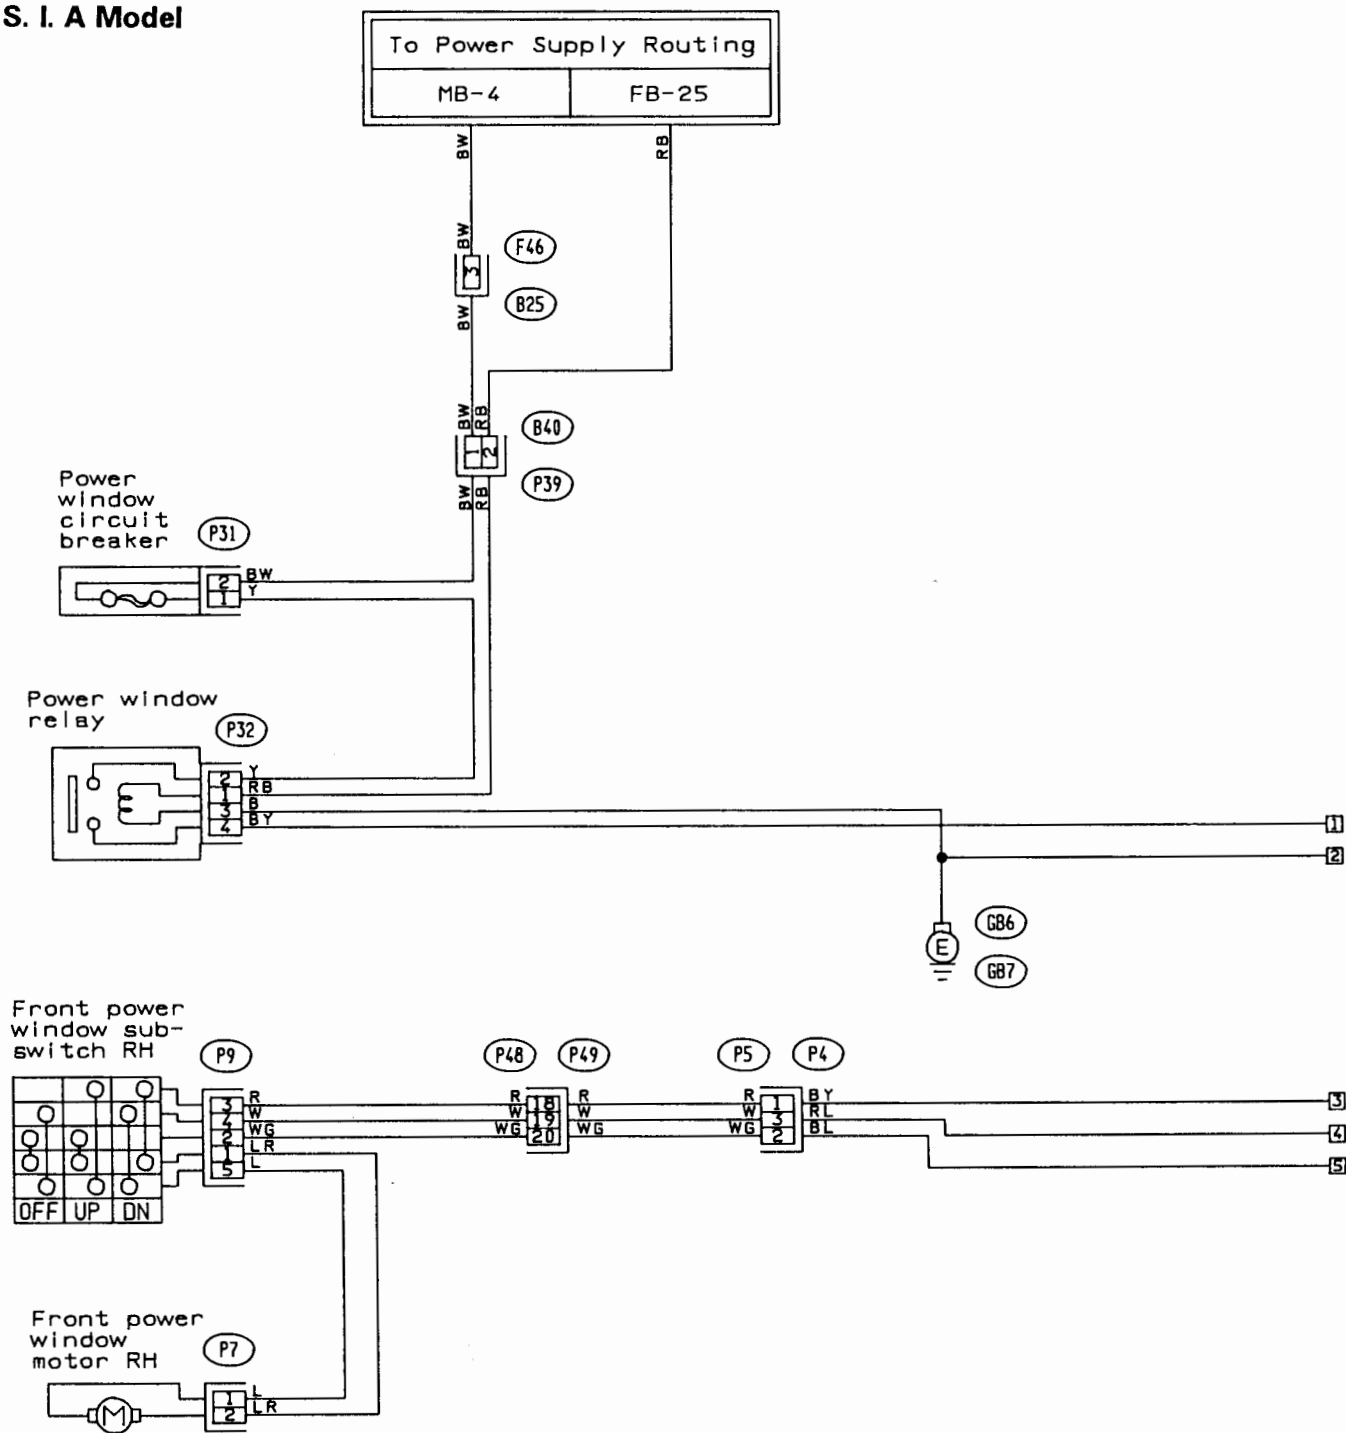 S. I. A Model
To Power Supply Routing
MB-4
FB-25
BW
RB
BW
F46
3
B25
BW
BW
RB
B40
1
2
P39
BW
RB
Power
window
circuit
breaker
P31
2
BW
1
Y
Power window
relay
P32
2
Y
1
RB
3
B
4
BY
1
2
GB6
E
GB7
Front power
window sub-
switch RH
P9
P48
P49
P5
P4
3
R
R
18
R
R
1
BY
3
4
W
W
19
W
W
3
RL
4
2
WG
WG
20
WG
WG
2
BL
5
1
LR
5
L
OFF
UP
DN
Front power
window
motor RH
P7
M
1
L
2
LR